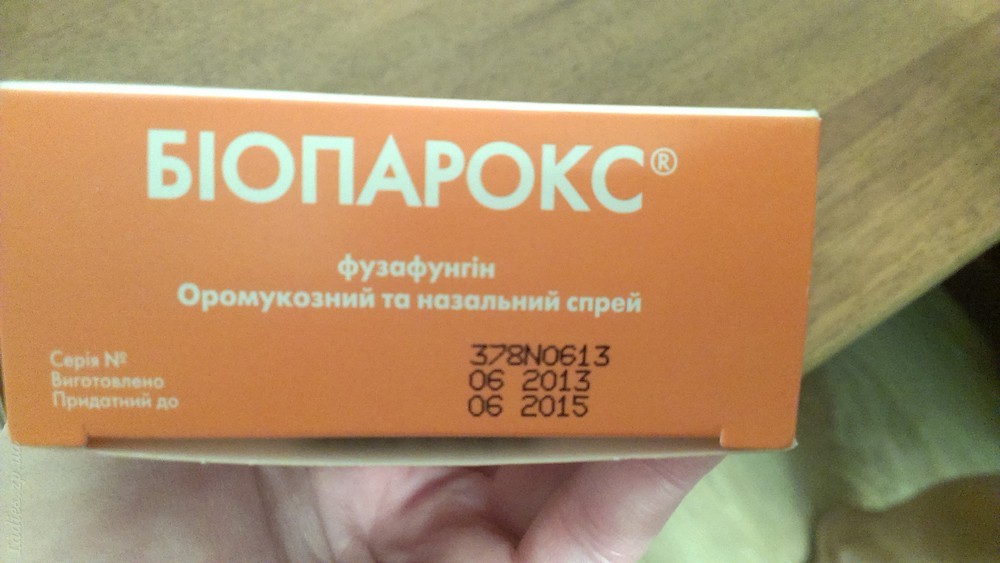 БІОПАРОКС®
фузафунгін
Оромукозний та назальний спрей
Серія № 378N0613
Виготовлено 06 2013
Придатний до 06 2015